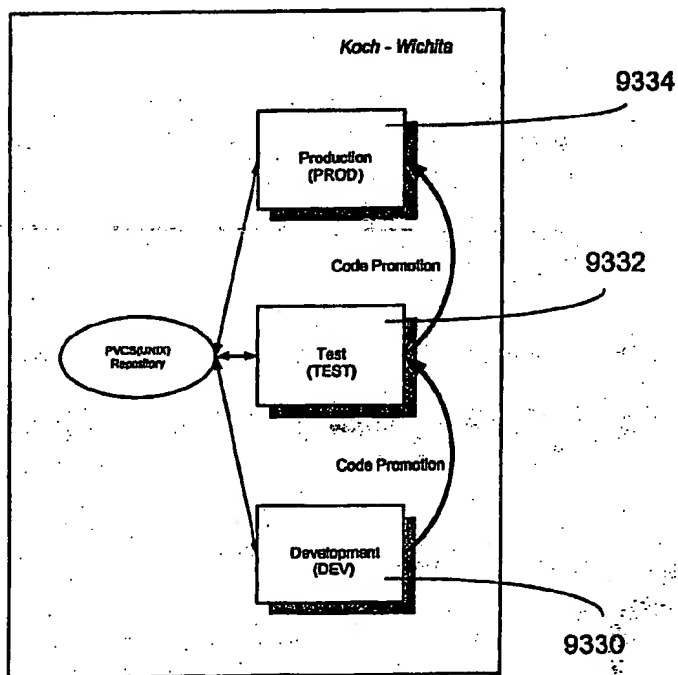 Koch - Wichita
9334
Production
(PROD)
Code Promotion
9332
PVCS(UNIX)
Repository
Test
(TEST)
Code Promotion
Development
(DEV)
9330